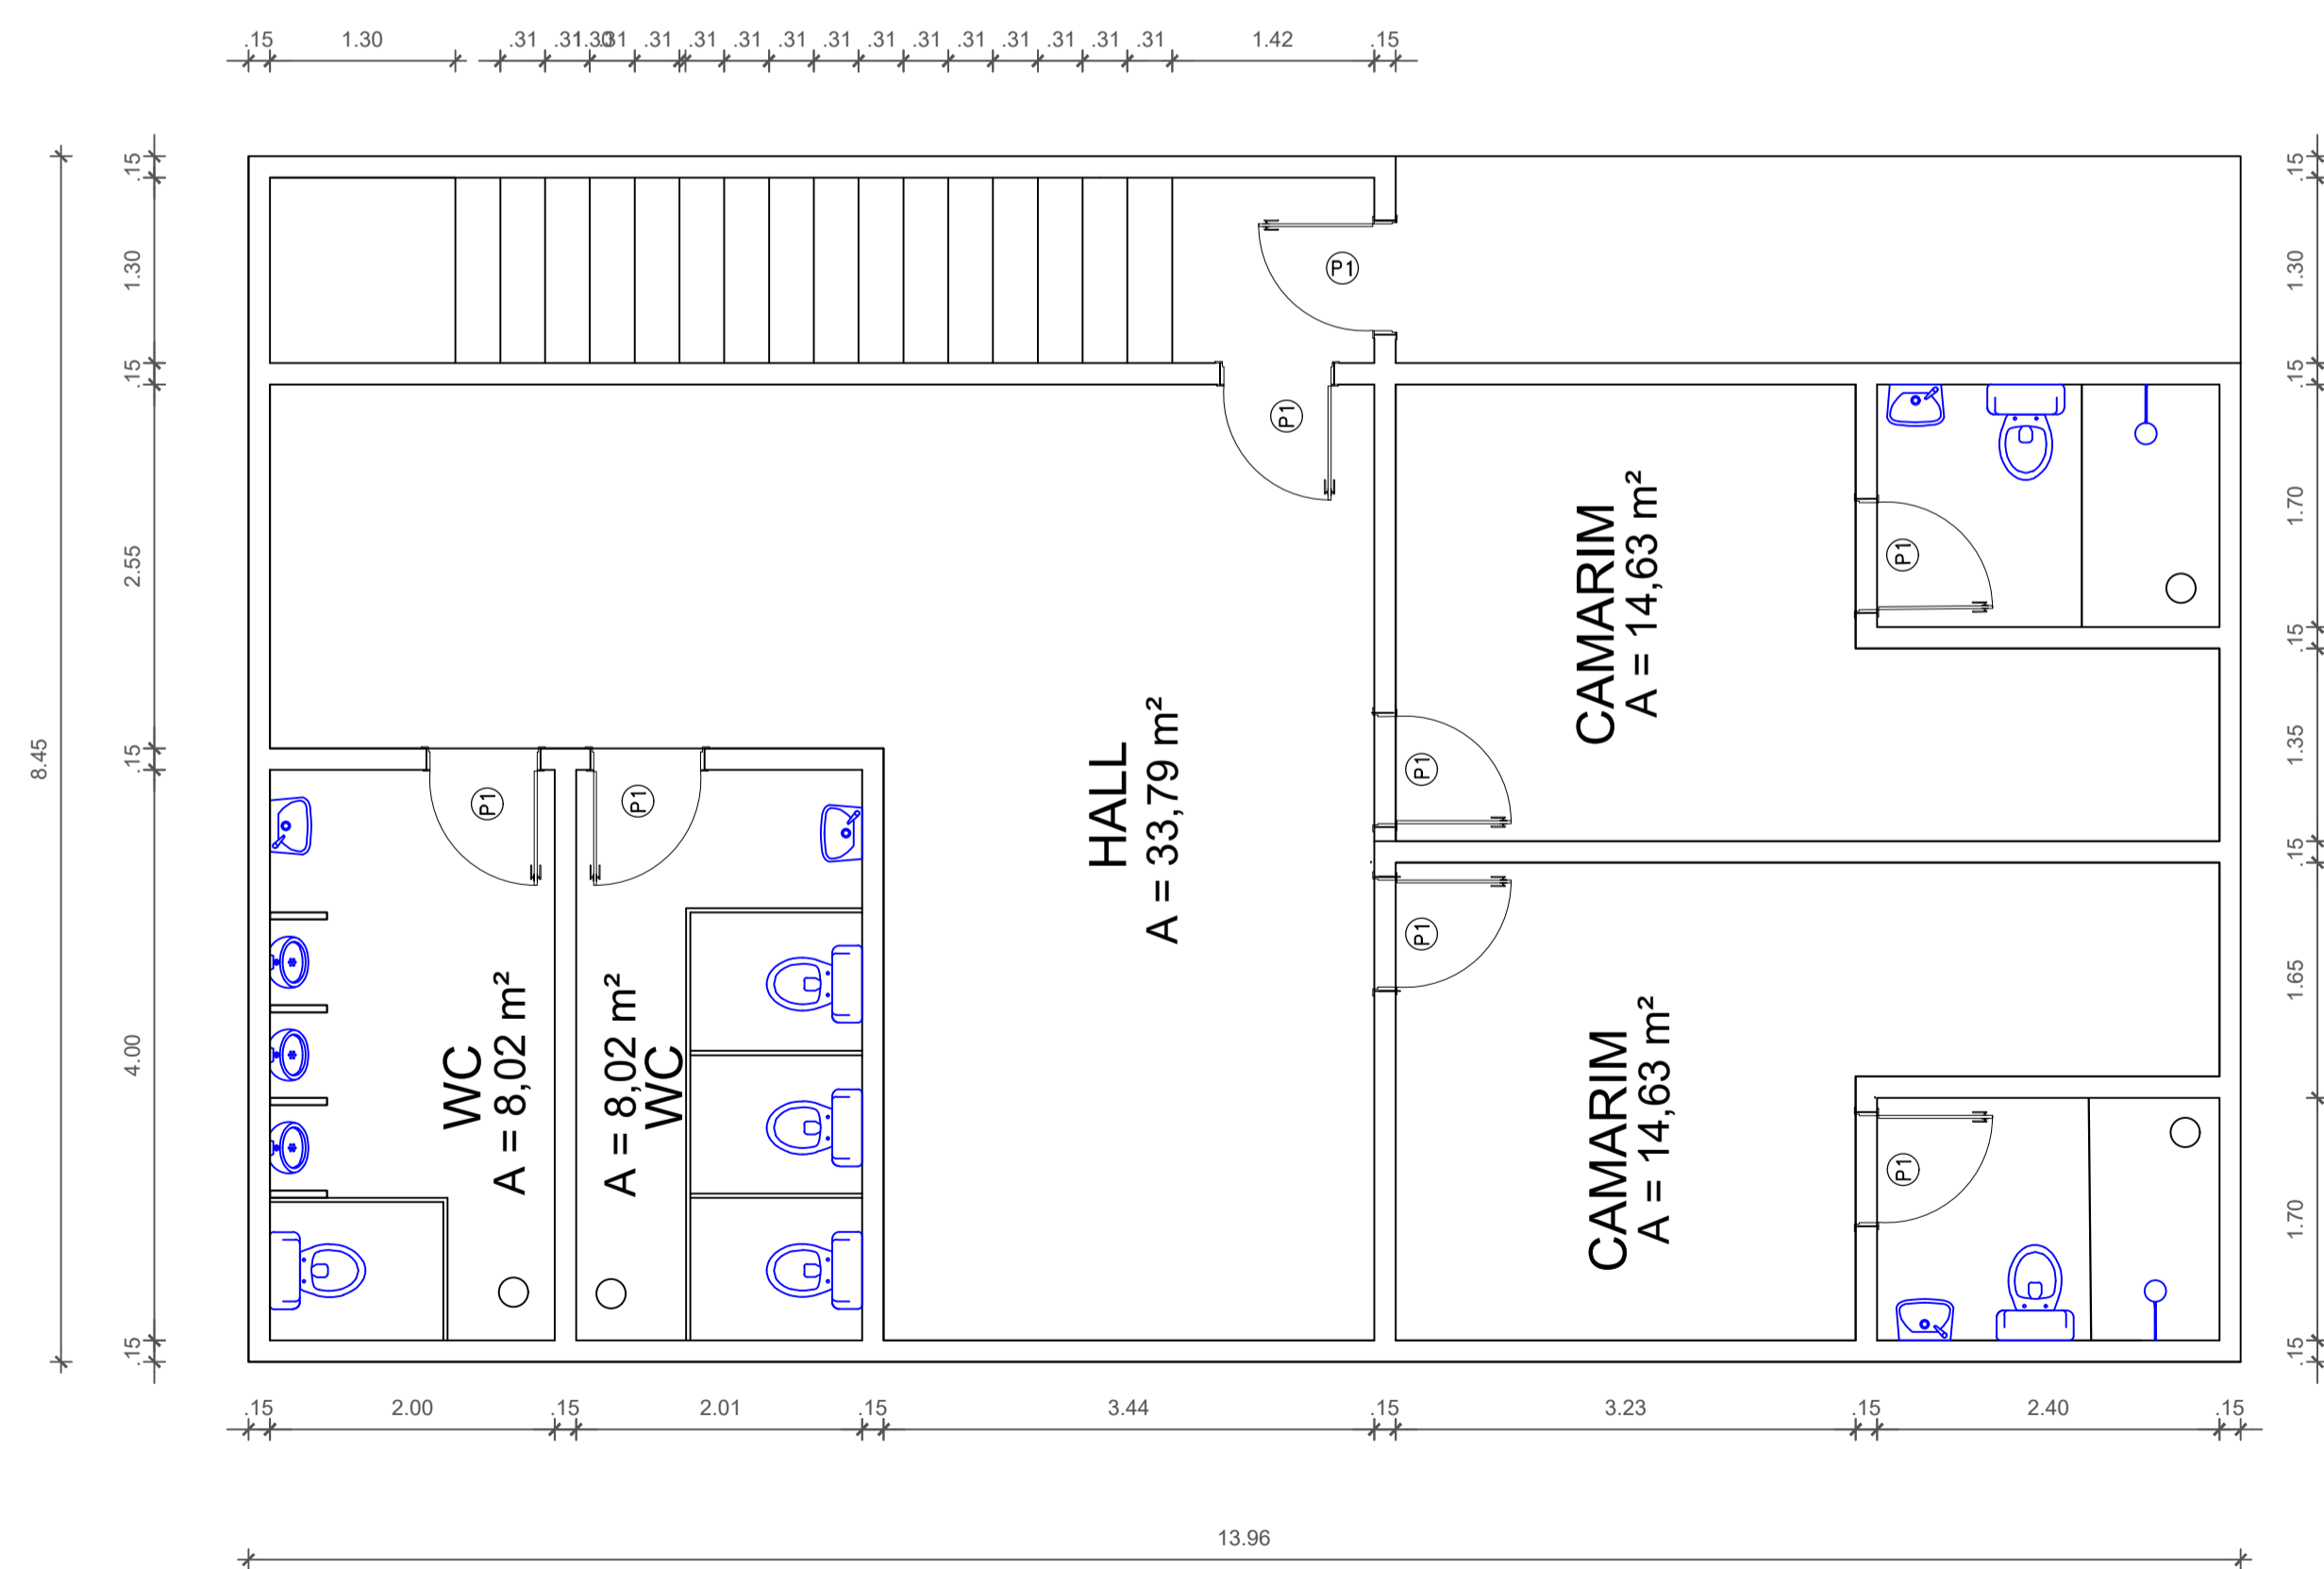 .15 1.30 .31 .31 1.30 .31 .31 .31 .31 .31 .31 .31 .31 .31 .31 .31 .31 1.42 .15
.15
1.30
.15
2.55
.15
4.00
.15
8.45
P1
P1
P1
P1
P1
P1
P1
P1
WC
A = 8,02 m²
A = 8,02 m²
WC
HALL
A = 33,79 m²
CAMARIM
A = 14,63 m²
CAMARIM
A = 14,63 m²
.15
1.30
.15
1.70
.15
1.35
.15
1.65
1.70
.15
.15 2.00 .15 2.01 .15 3.44 .15 3.23 .15 2.40 .15
13.96